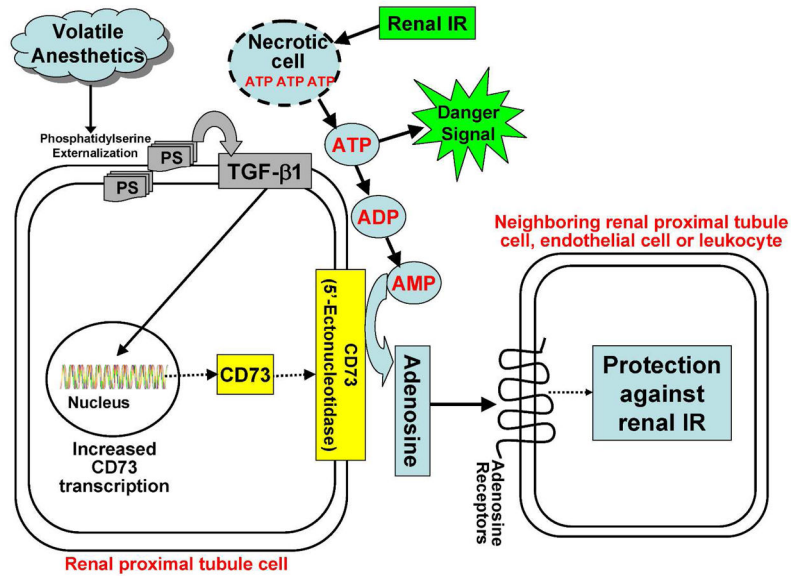 Volatile
Anesthetics
Renal IR
Necrotic
cell
ATP ATP ATP
Phosphatidylserine
Externalization
PS
PS
TGF-β1
ATP
Danger
Signal
ADP
AMP
CD73
(5'-Ectonucleotidase)
Adenosine
Nucleus
CD73
Increased
CD73
transcription
Renal proximal tubule cell
Neighboring renal proximal tubule
cell, endothelial cell or leukocyte
Adenosine
Receptors
Protection
against
renal IR